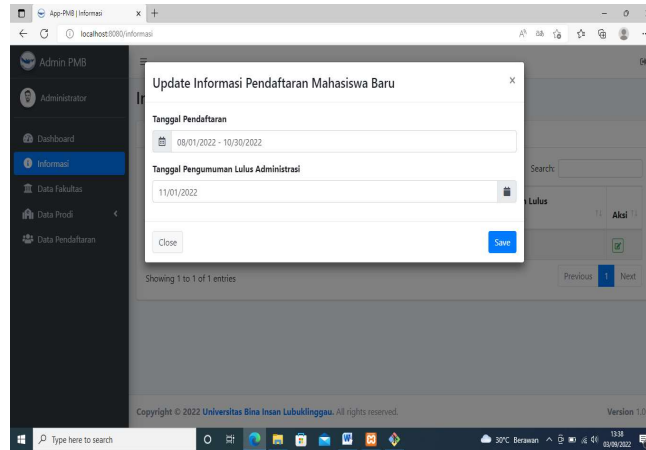 App-PMB | Informasi
localhost:8080/informasi
Admin PMB
Administrator
Dashboard
Informasi
Data Fakultas
Data Prodi
Data Pendaftaran
Update Informasi Pendaftaran Mahasiswa Baru
×
Tanggal Pendaftaran
08/01/2022 - 10/30/2022
Tanggal Pengumuman Lulus Administrasi
11/01/2022
Close
Save
Search:
Lulus
Aksi
Showing 1 to 1 of 1 entries
Previous 1 Next
Copyright © 2022 Universitas Bina Insan Lubuklinggau. All rights reserved.
Version 1.0
Type here to search
30°C Berawan
13:38
03/09/2022